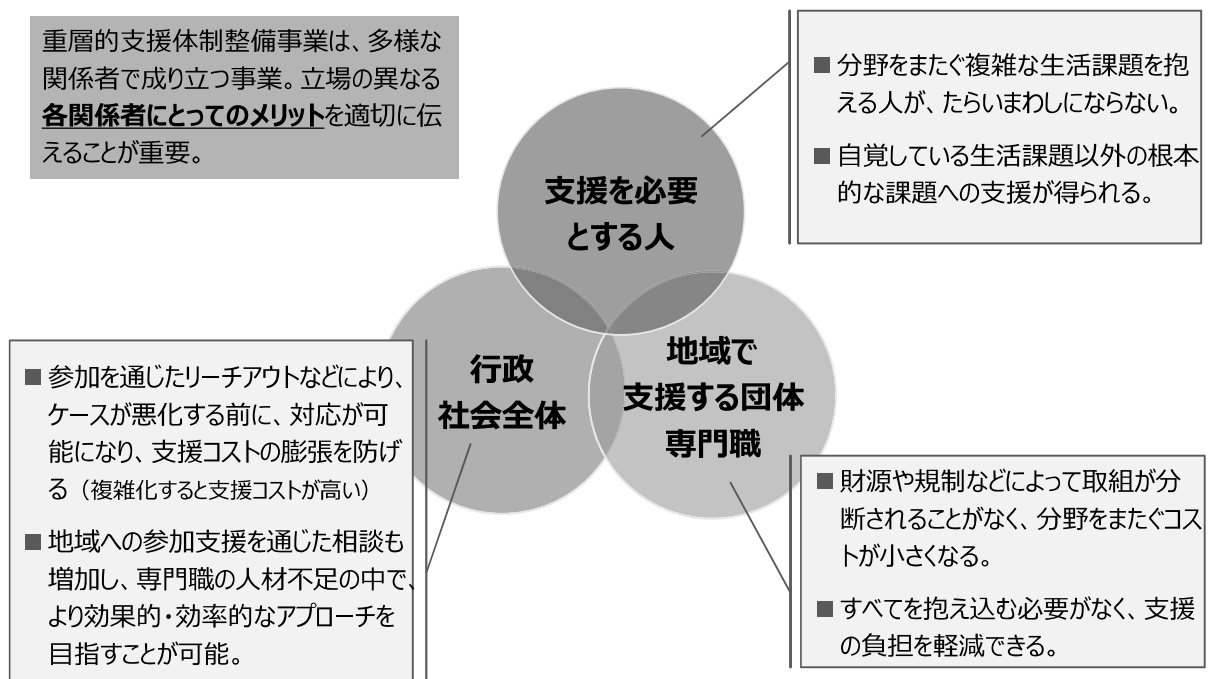 重層的支援体制整備事業は、多様な
関係者で成り立つ事業。立場の異なる
各関係者にとってのメリットを適切に伝
えることが重要。
■分野をまたぐ複雑な生活課題を抱
える人が、たらいまわしにならない。
■自覚している生活課題以外の根本
的な課題への支援が得られる。
支援を必要
とする人
行政
社会全体
地域で
支援する団体
専門職
■参加を通じたリーチアウトなどにより、
ケースが悪化する前に、対応が可
能になり、支援コストの膨張を防げ
る（複雑化すると支援コストが高い）
■地域への参加支援を通じた相談も
増加し、専門職の人材不足の中で、
より効果的・効率的なアプローチを
目指すことが可能。
■財源や規制などによって取組が分
断されることがなく、分野をまたぐコス
トが小さくなる。
■すべてを抱え込む必要がなく、支援
の負担を軽減できる。